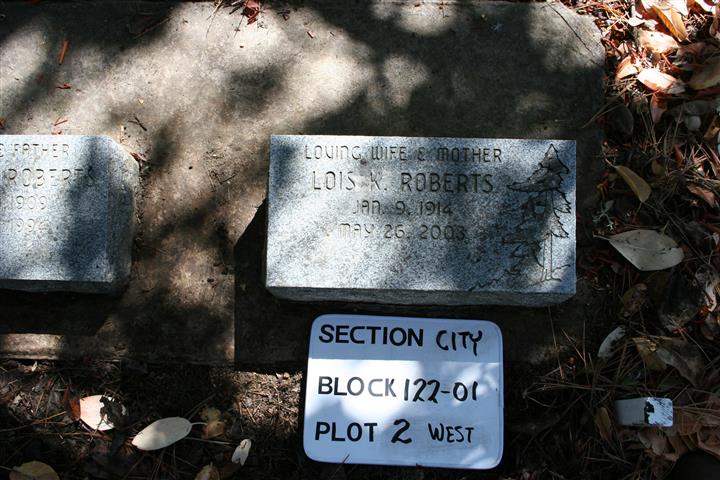 FATHER
ROBERTS
1909
LOVING WIFE & MOTHER
LOIS K. ROBERTS
JAN. 9, 1914
MAY 26, 2003
SECTION CITY
BLOCK 122-01
PLOT 2 WEST